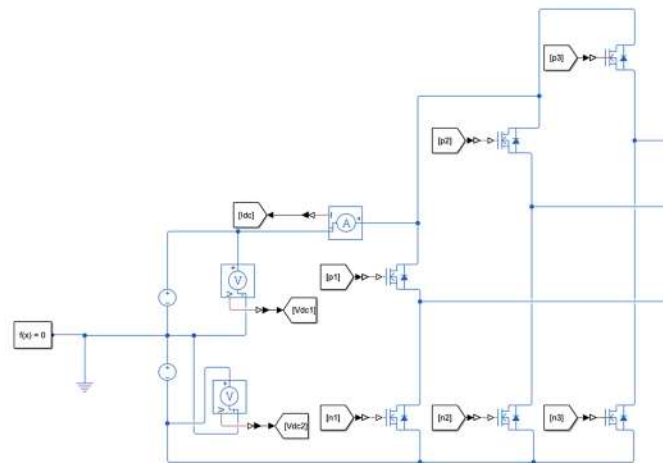 [p3]
[p2]
[Idc]
I
A
[p1]
V
V
[Vdc1]
f(x) = 0
V
V
[Vdc2]
[n1]
[n2]
[n3]